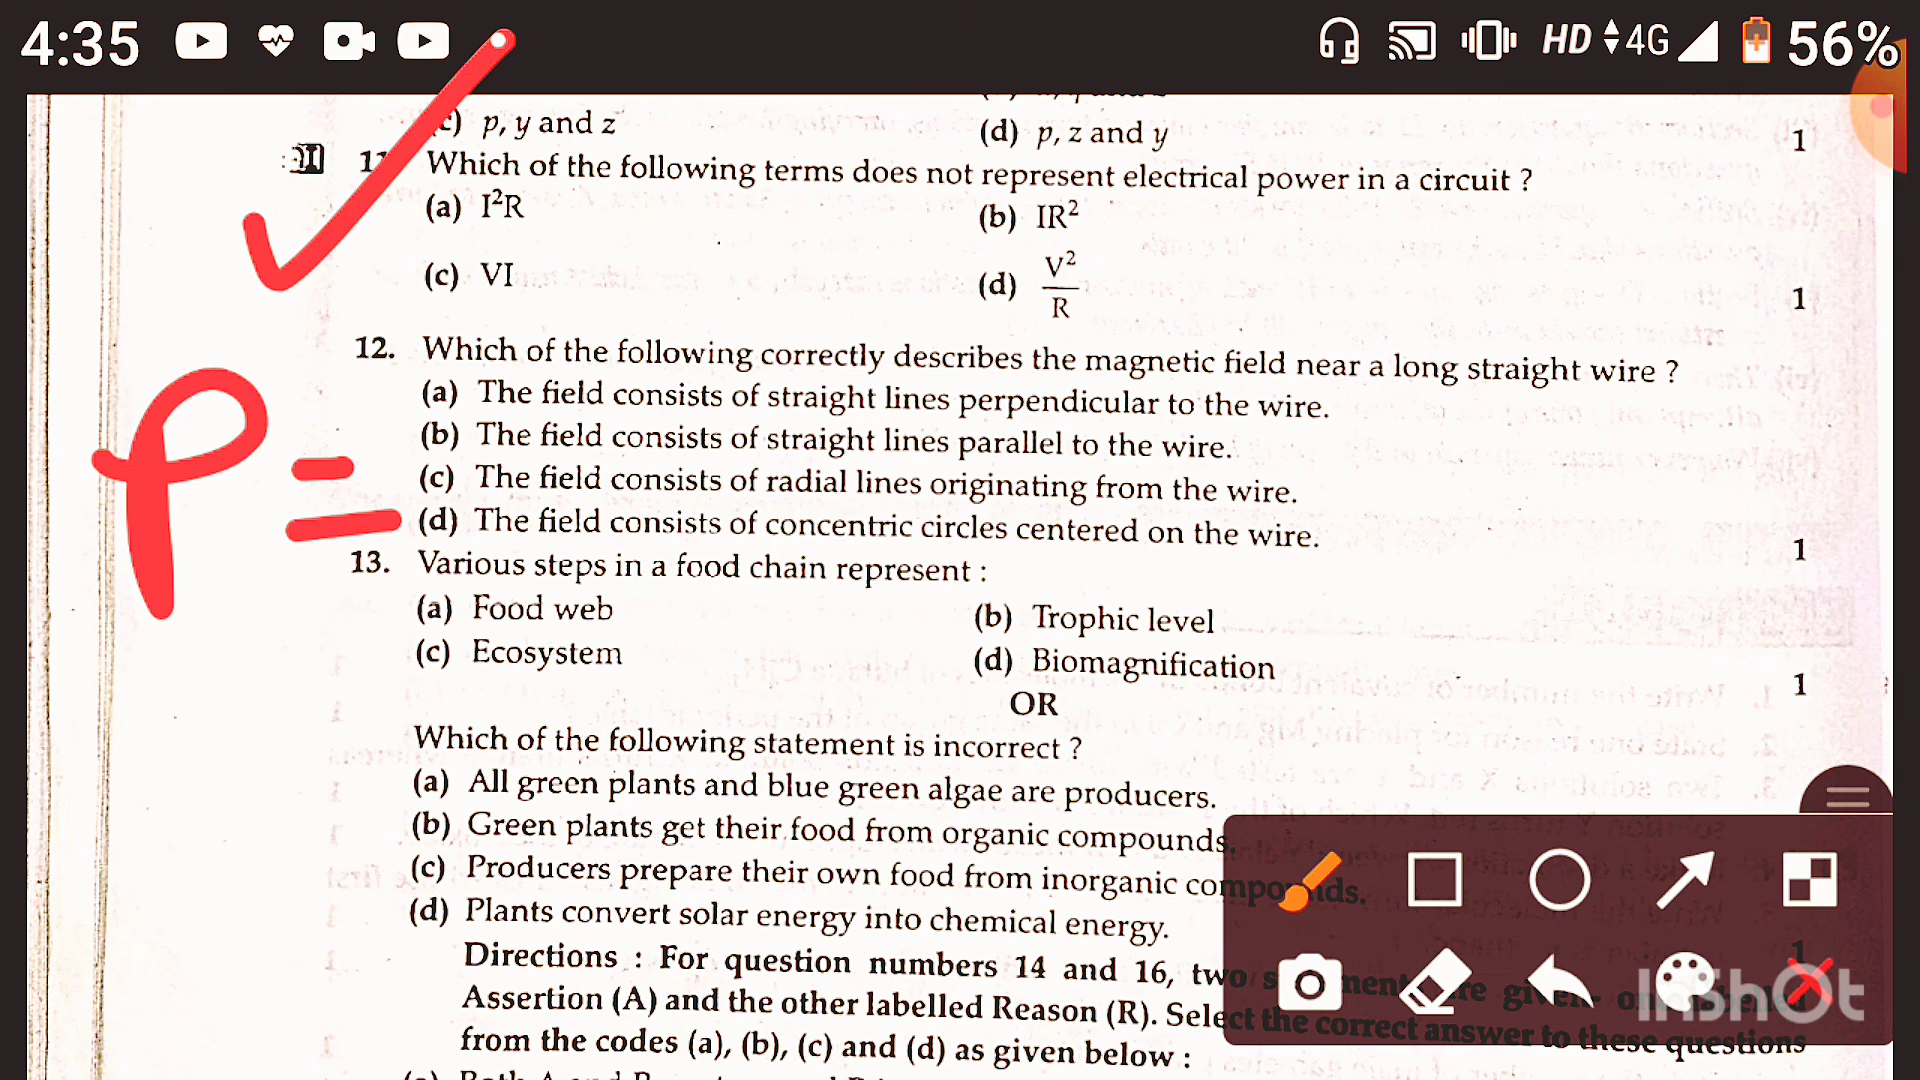 4:35 HD 4G 56%
(c) p, y and z (d) p, z and y 1
11 Which of the following terms does not represent electrical power in a circuit ?
(a) I²R (b) IR²
(c) VI (d) V²/R 1
12. Which of the following correctly describes the magnetic field near a long straight wire ?
(a) The field consists of straight lines perpendicular to the wire.
(b) The field consists of straight lines parallel to the wire.
(c) The field consists of radial lines originating from the wire.
(d) The field consists of concentric circles centered on the wire. 1
P =
13. Various steps in a food chain represent :
(a) Food web (b) Trophic level
(c) Ecosystem (d) Biomagnification 1
OR
Which of the following statement is incorrect ?
(a) All green plants and blue green algae are producers.
(b) Green plants get their food from organic compounds.
(c) Producers prepare their own food from inorganic compounds.
(d) Plants convert solar energy into chemical energy. 1
Directions : For question numbers 14 and 16, two
Assertion (A) and the other labelled Reason (R). Select the correct answer to these questions
from the codes (a), (b), (c) and (d) as given below :
InShOt